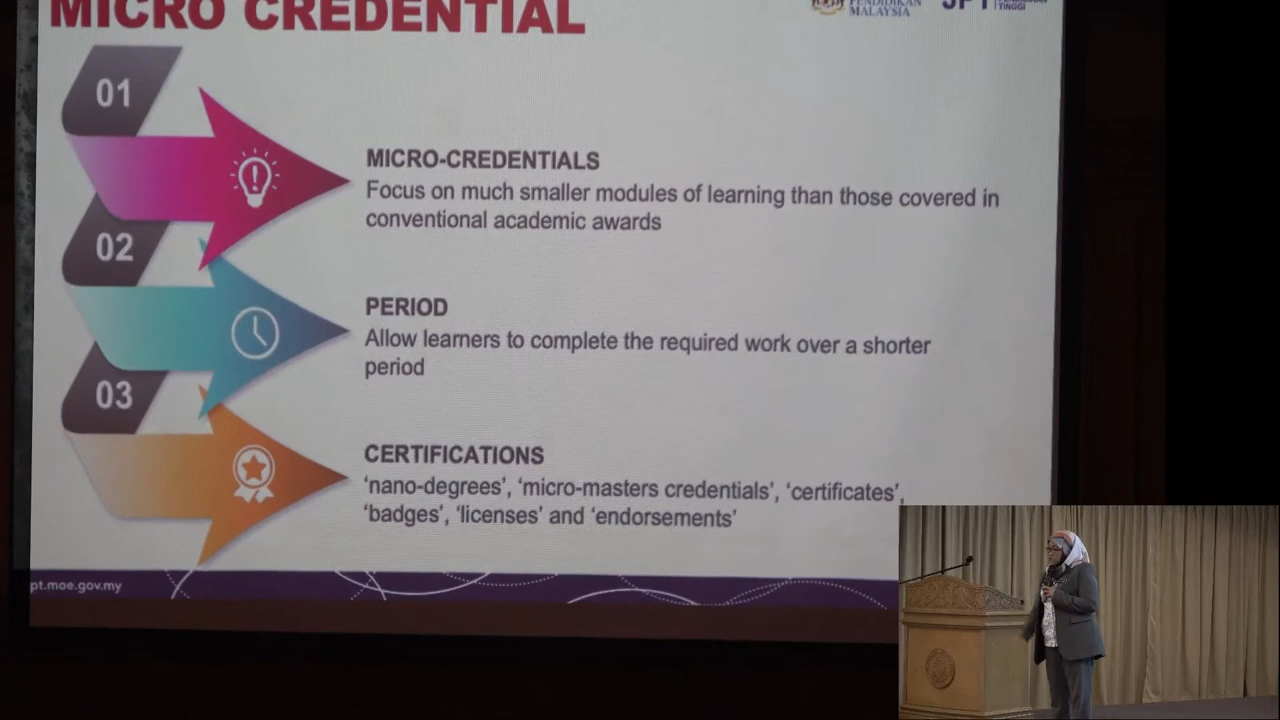 MICRO CREDENTIAL
PENDIDIKAN
MALAYSIA
JPT
TINGGI
01
MICRO-CREDENTIALS
Focus on much smaller modules of learning than those covered in
conventional academic awards
02
PERIOD
Allow learners to complete the required work over a shorter
period
03
CERTIFICATIONS
‘nano-degrees’, ‘micro-masters credentials’, ‘certificates’,
‘badges’, ‘licenses’ and ‘endorsements’
pt.moe.gov.my